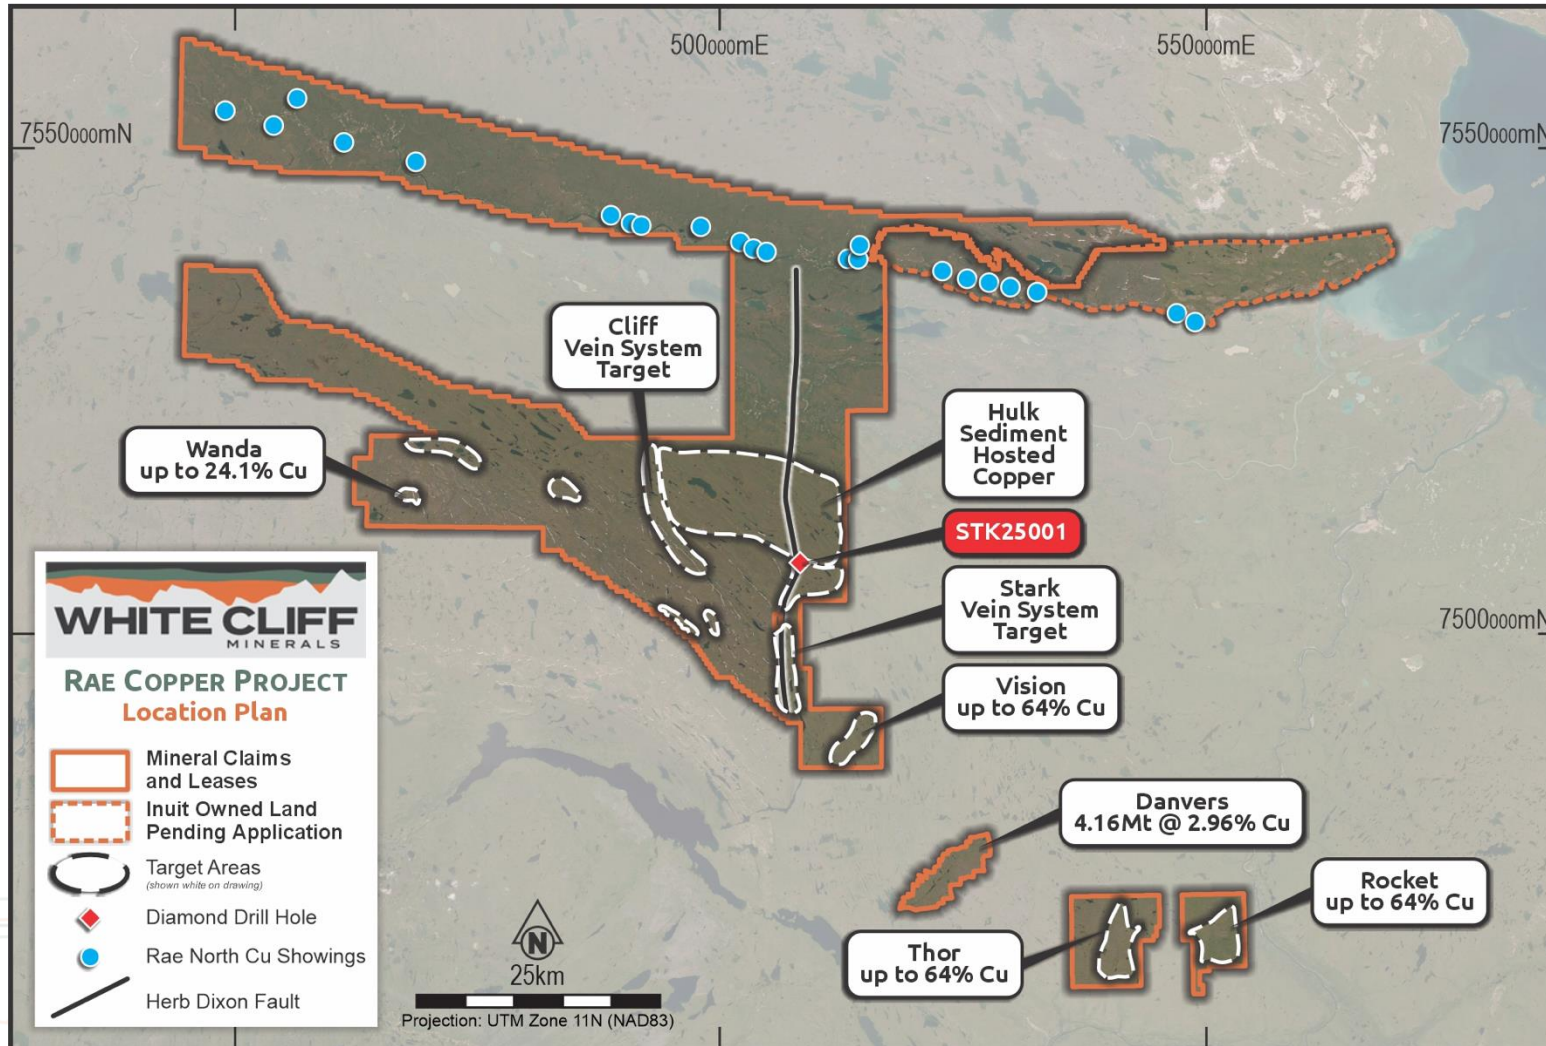 500000mE
550000mE
7550000mN
7550000mN
Cliff
Vein System
Target
Wanda
up to 24.1% Cu
Hulk
Sediment
Hosted
Copper
STK25001
Stark
Vein System
Target
7500000mN
Vision
up to 64% Cu
Danvers
4.16Mt @ 2.96% Cu
Rocket
up to 64% Cu
Thor
up to 64% Cu
WHITE CLIFF
MINERALS
RAE COPPER PROJECT
Location Plan
Mineral Claims
and Leases
Inuit Owned Land
Pending Application
Target Areas
(shown white on drawing)
Diamond Drill Hole
Rae North Cu Showings
Herb Dixon Fault
N
25km
Projection: UTM Zone 11N (NAD83)